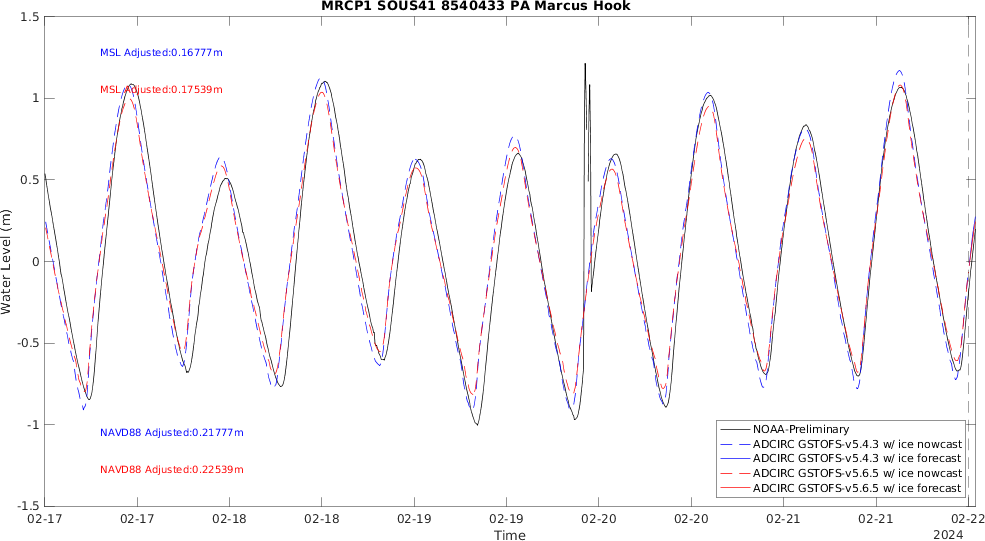 MRCP1 SOUS41 8540433 PA Marcus Hook
1.5
MSL Adjusted:0.16777m
1
MSL Adjusted:0.17539m
0.5
Water Level (m)
0
-0.5
-1
NAVD88 Adjusted:0.21777m
NAVD88 Adjusted:0.22539m
-1.5
NOAA-Preliminary
ADCIRC GSTOFS-v5.4.3 w/ ice nowcast
ADCIRC GSTOFS-v5.4.3 w/ ice forecast
ADCIRC GSTOFS-v5.6.5 w/ ice nowcast
ADCIRC GSTOFS-v5.6.5 w/ ice forecast
02-17 02-17 02-18 02-18 02-19 02-19 02-20 02-20 02-21 02-21 02-22
Time
2024